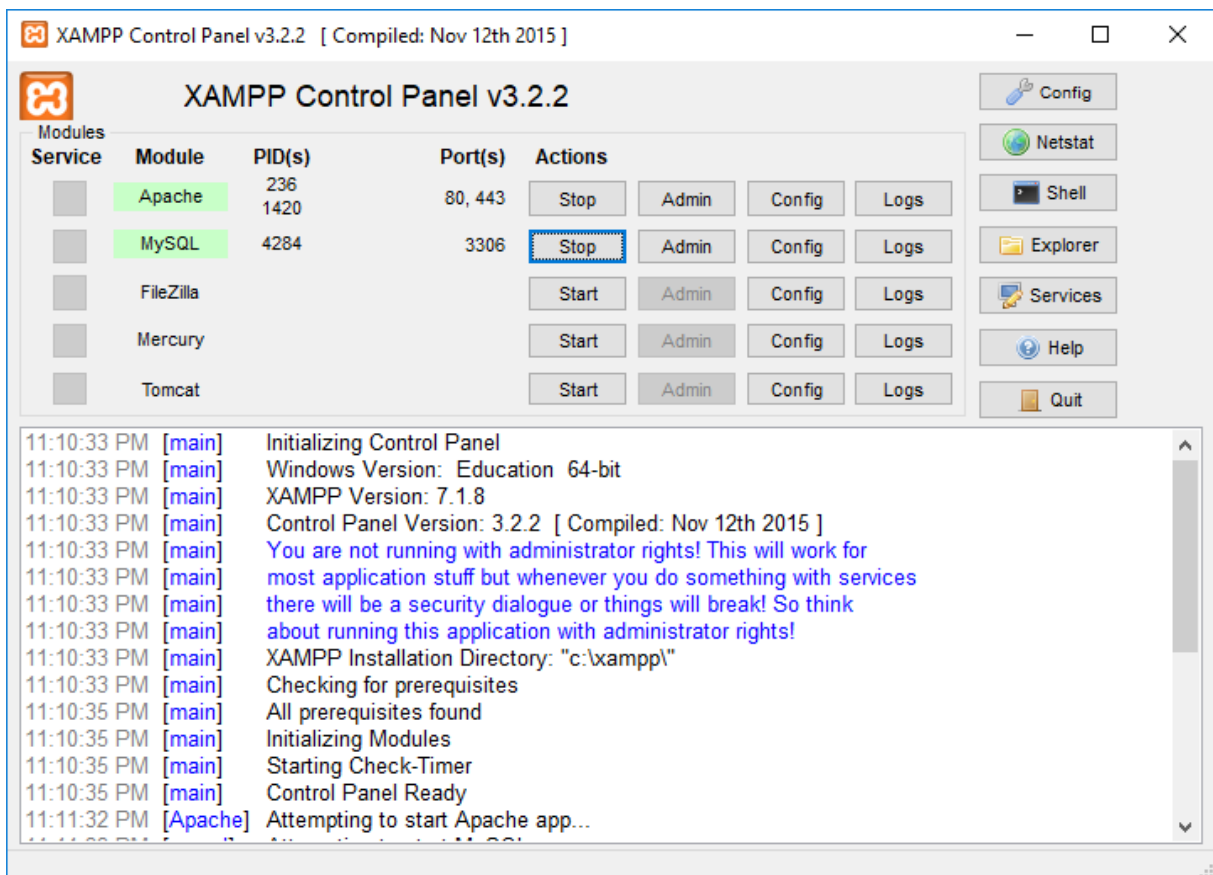 XAMPP Control Panel v3.2.2 [ Compiled: Nov 12th 2015 ]
XAMPP Control Panel v3.2.2
Config
Modules
Netstat
Service Module PID(s) Port(s) Actions
Apache 236 1420 80, 443 Stop Admin Config Logs
Shell
MySQL 4284 3306 Stop Admin Config Logs
Explorer
FileZilla Start Admin Config Logs
Services
Mercury Start Admin Config Logs
Help
Tomcat Start Admin Config Logs
Quit
11:10:33 PM [main] Initializing Control Panel
11:10:33 PM [main] Windows Version: Education 64-bit
11:10:33 PM [main] XAMPP Version: 7.1.8
11:10:33 PM [main] Control Panel Version: 3.2.2 [ Compiled: Nov 12th 2015 ]
11:10:33 PM [main] You are not running with administrator rights! This will work for
11:10:33 PM [main] most application stuff but whenever you do something with services
11:10:33 PM [main] there will be a security dialogue or things will break! So think
11:10:33 PM [main] about running this application with administrator rights!
11:10:33 PM [main] XAMPP Installation Directory: "c:\xampp\"
11:10:33 PM [main] Checking for prerequisites
11:10:35 PM [main] All prerequisites found
11:10:35 PM [main] Initializing Modules
11:10:35 PM [main] Starting Check-Timer
11:10:35 PM [main] Control Panel Ready
11:11:32 PM [Apache] Attempting to start Apache app...